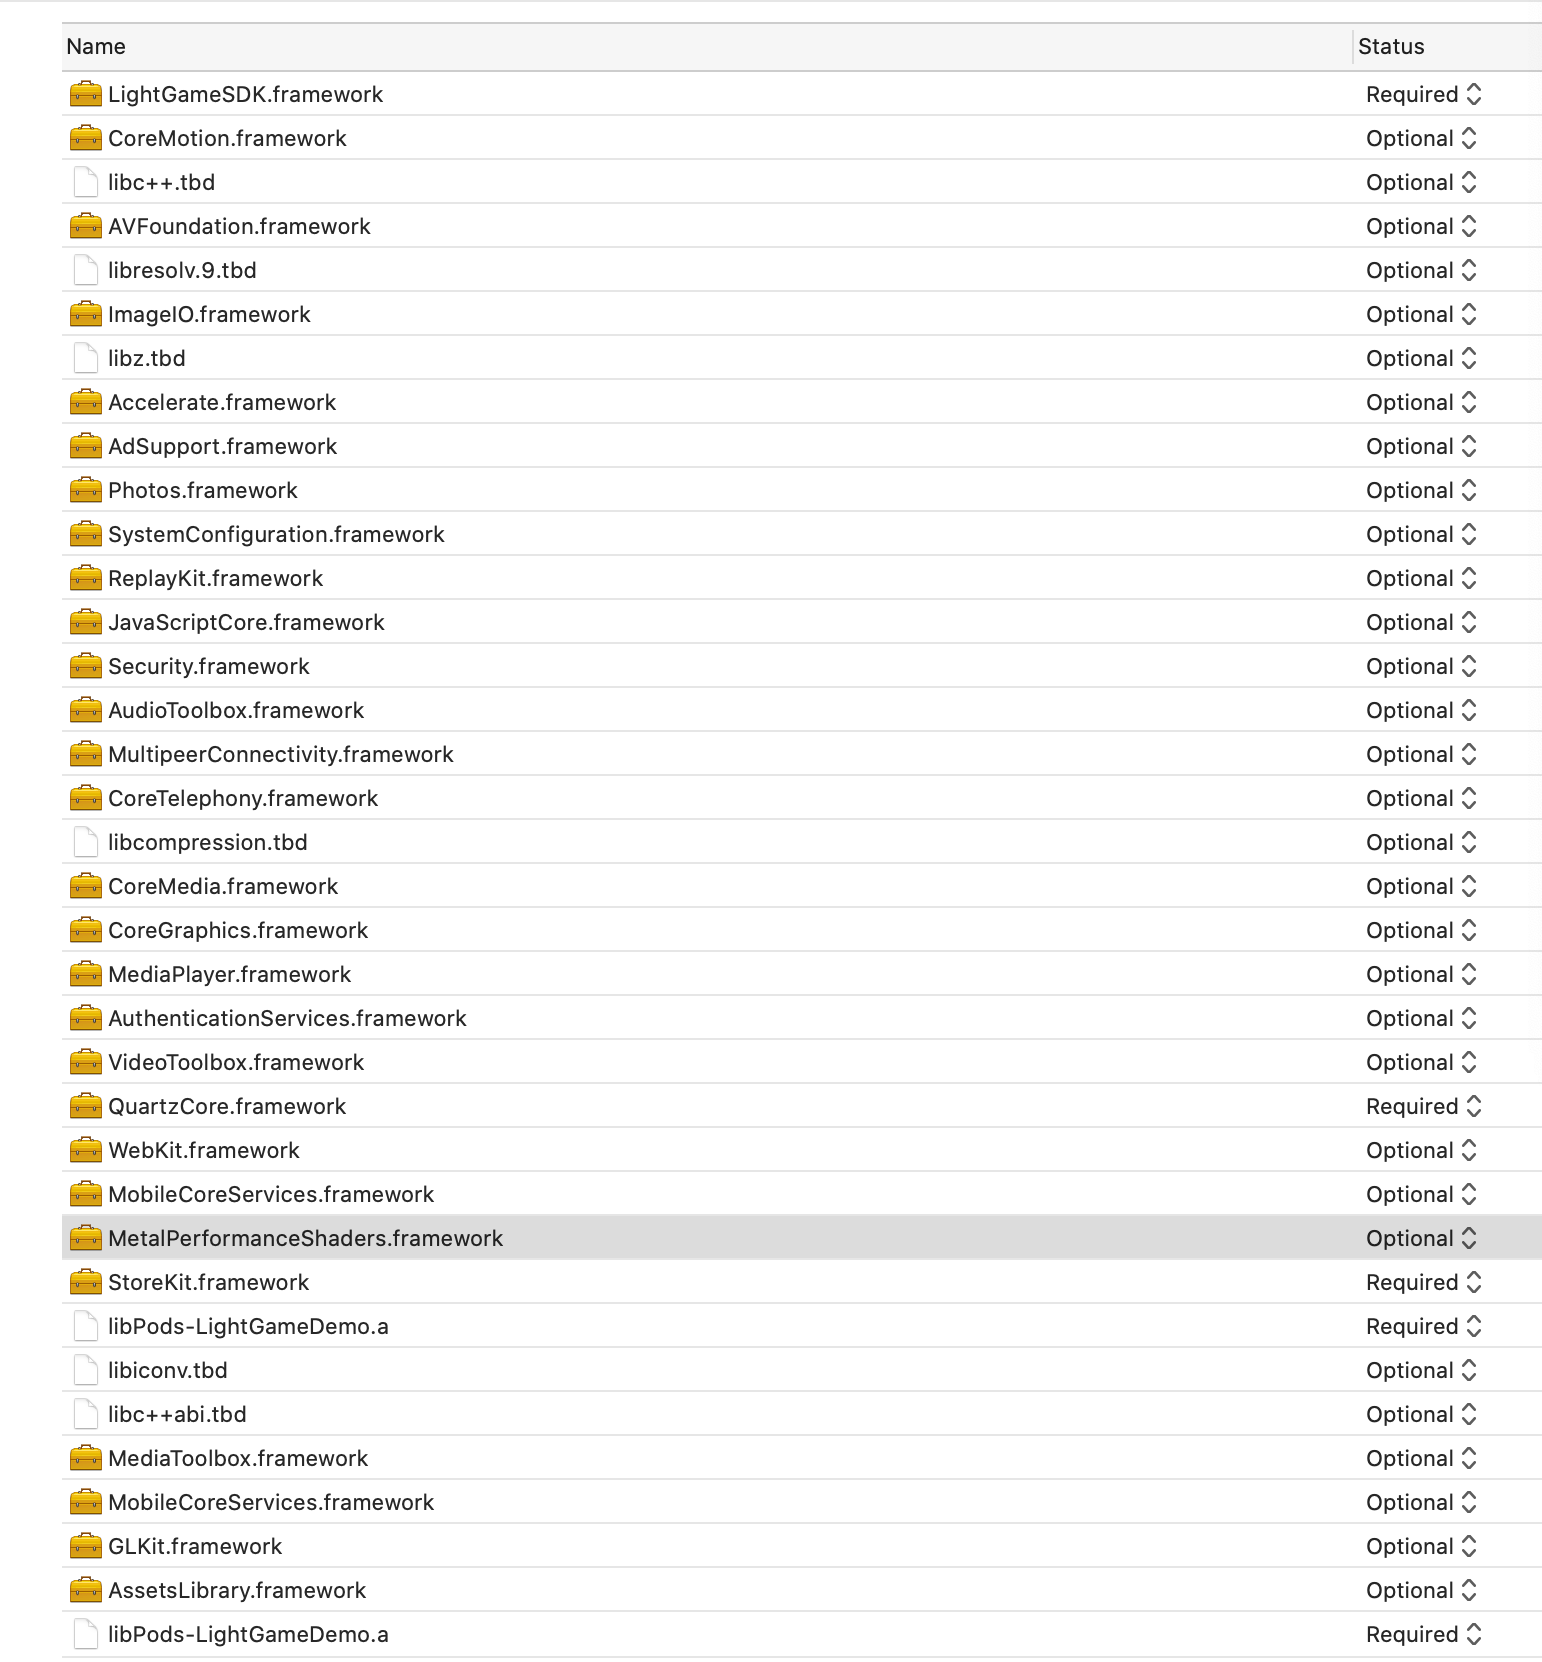 Name Status
LightGameSDK.framework Required
CoreMotion.framework Optional
libc++.tbd Optional
AVFoundation.framework Optional
libresolv.9.tbd Optional
ImageIO.framework Optional
libz.tbd Optional
Accelerate.framework Optional
AdSupport.framework Optional
Photos.framework Optional
SystemConfiguration.framework Optional
ReplayKit.framework Optional
JavaScriptCore.framework Optional
Security.framework Optional
AudioToolbox.framework Optional
MultipeerConnectivity.framework Optional
CoreTelephony.framework Optional
libcompression.tbd Optional
CoreMedia.framework Optional
CoreGraphics.framework Optional
MediaPlayer.framework Optional
AuthenticationServices.framework Optional
VideoToolbox.framework Optional
QuartzCore.framework Required
WebKit.framework Optional
MobileCoreServices.framework Optional
MetalPerformanceShaders.framework Optional
StoreKit.framework Required
libPods-LightGameDemo.a Required
libiconv.tbd Optional
libc++abi.tbd Optional
MediaToolbox.framework Optional
MobileCoreServices.framework Optional
GLKit.framework Optional
AssetsLibrary.framework Optional
libPods-LightGameDemo.a Required